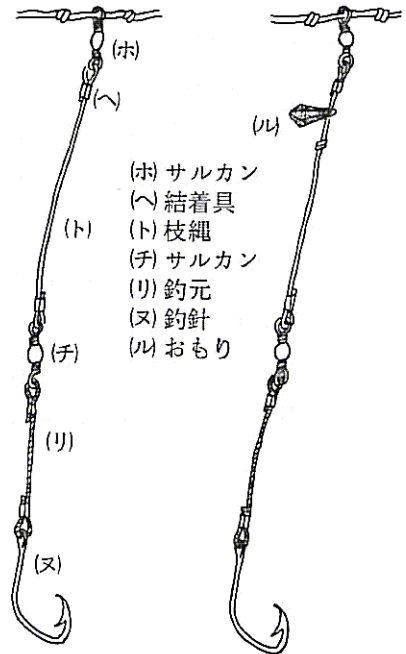 (ホ)
(ヘ)
(ル)
(ホ) サルカン
(ヘ) 結着具
(ト) 枝縄
(チ) サルカン
(リ) 釣元
(ヌ) 釣針
(ル) おもり
(ト)
(チ)
(リ)
(ヌ)